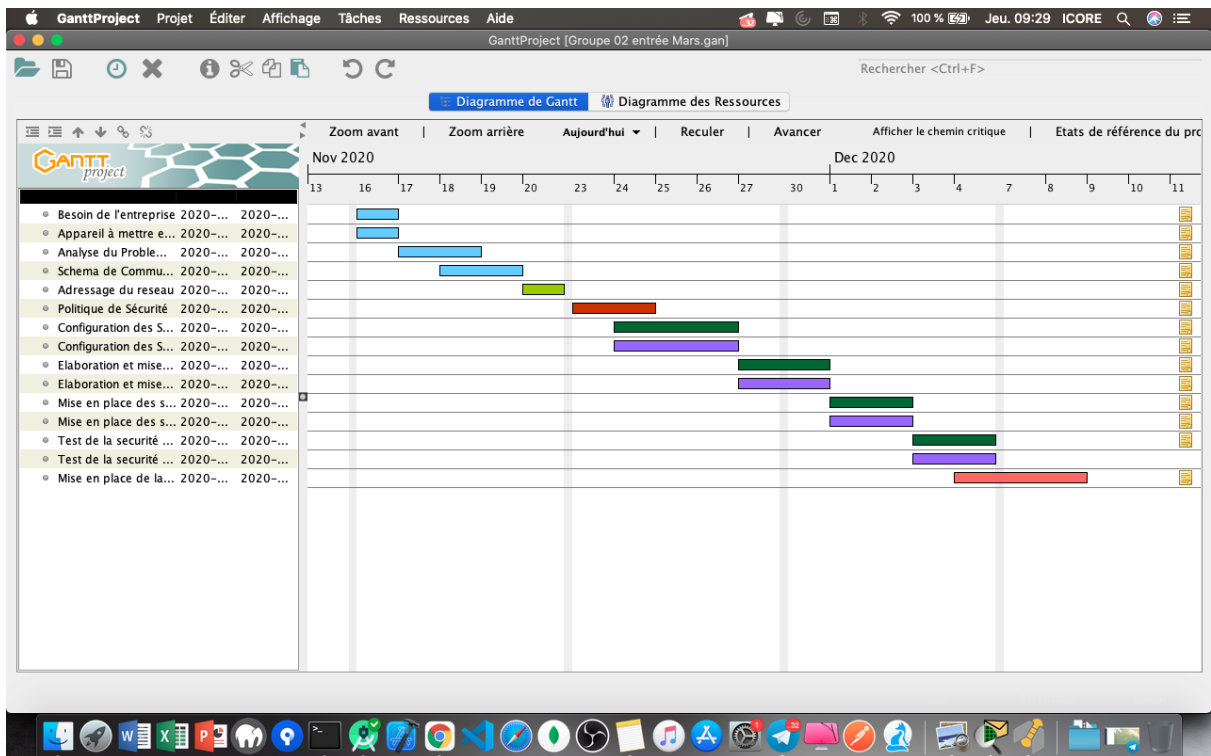 GanttProject Projet Éditer Affichage Tâches Ressources Aide 100 % Jeu. 09:29 ICORE
GanttProject [Groupe 02 entrée Mars.gan]
Rechercher <Ctrl+F>
Diagramme de Gantt Diagramme des Ressources
Zoom avant | Zoom arrière Aujourd'hui | Reculer | Avancer Afficher le chemin critique | Etats de référence du pro
GANTT project
Nov 2020 Dec 2020
13 16 17 18 19 20 23 24 25 26 27 30 1 2 3 4 7 8 9 10 11
Besoin de l'entreprise 2020-... 2020-...
Appareil à mettre e... 2020-... 2020-...
Analyse du Proble... 2020-... 2020-...
Schema de Commu... 2020-... 2020-...
Adressage du reseau 2020-... 2020-...
Politique de Sécurité 2020-... 2020-...
Configuration des S... 2020-... 2020-...
Configuration des S... 2020-... 2020-...
Elaboration et mise... 2020-... 2020-...
Elaboration et mise... 2020-... 2020-...
Mise en place des s... 2020-... 2020-...
Mise en place des s... 2020-... 2020-...
Test de la securité ... 2020-... 2020-...
Test de la securité ... 2020-... 2020-...
Mise en place de la... 2020-... 2020-...